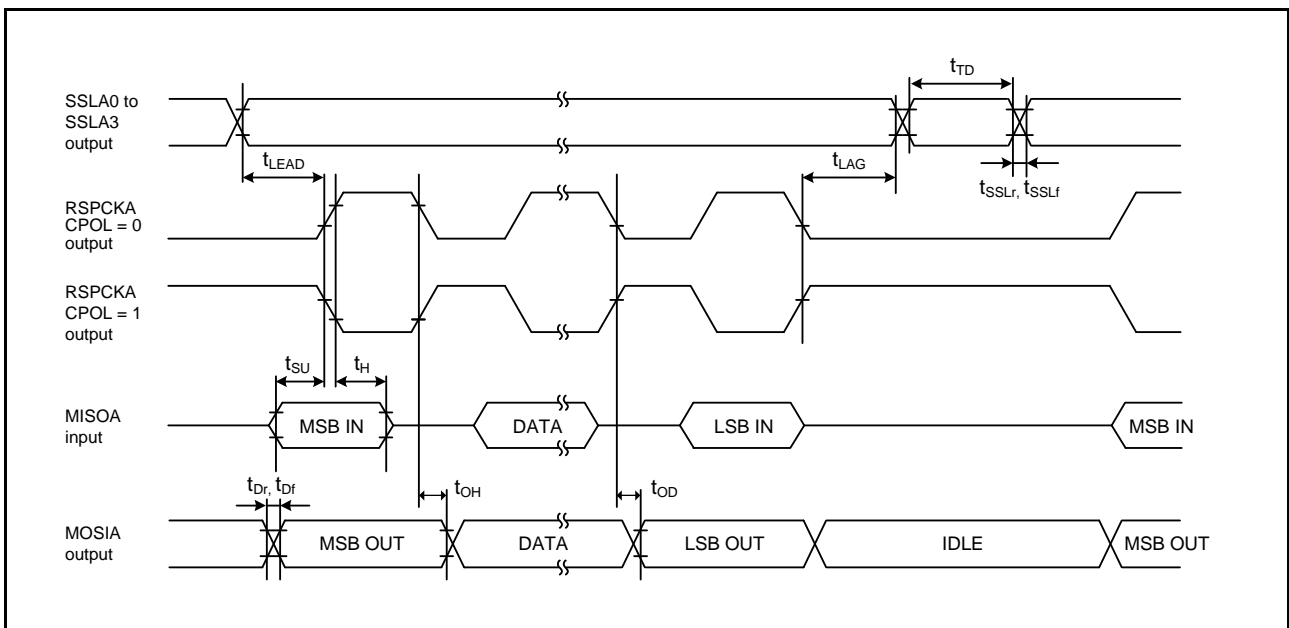 SSLA0 to
SSLA3
output
tTD
tLEAD
tLAG
tSSLr, tSSLf
RSPCKA
CPOL = 0
output
RSPCKA
CPOL = 1
output
tSU
tH
MISOA
input
MSB IN
DATA
LSB IN
MSB IN
tDr, tDf
tOH
tOD
MOSIA
output
MSB OUT
DATA
LSB OUT
IDLE
MSB OUT